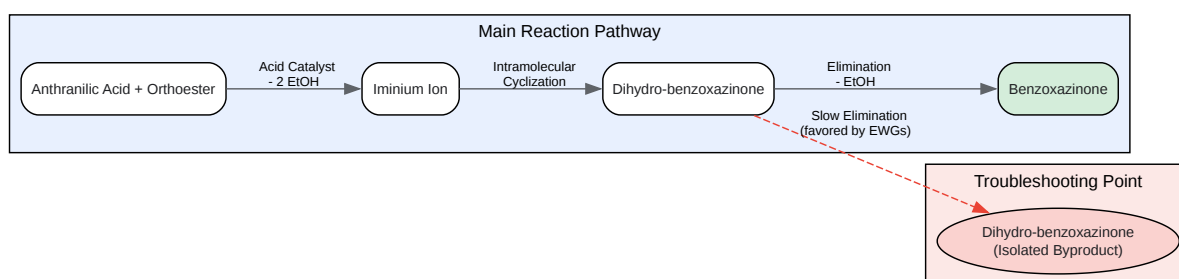 Main Reaction Pathway
Anthranilic Acid + Orthoester
Acid Catalyst
- 2 EtOH
Iminium Ion
Intramolecular
Cyclization
Dihydro-benzoxazinone
Elimination
- EtOH
Benzoxazinone
Slow Elimination
(favored by EWGs)
Troubleshooting Point
Dihydro-benzoxazinone
(Isolated Byproduct)